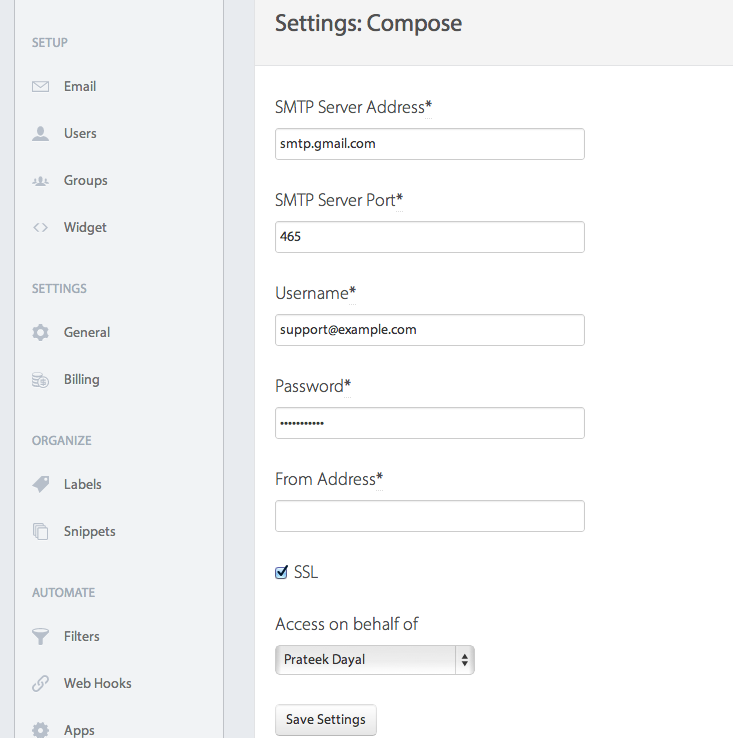 SETUP
Email
Users
Groups
Widget
SETTINGS
General
Billing
ORGANIZE
Labels
Snippets
AUTOMATE
Filters
Web Hooks
Apps
Settings: Compose
SMTP Server Address*
smtp.gmail.com
SMTP Server Port*
465
Username*
support@example.com
Password*
•••••••••••
From Address*
SSL
Access on behalf of
Prateek Dayal
Save Settings